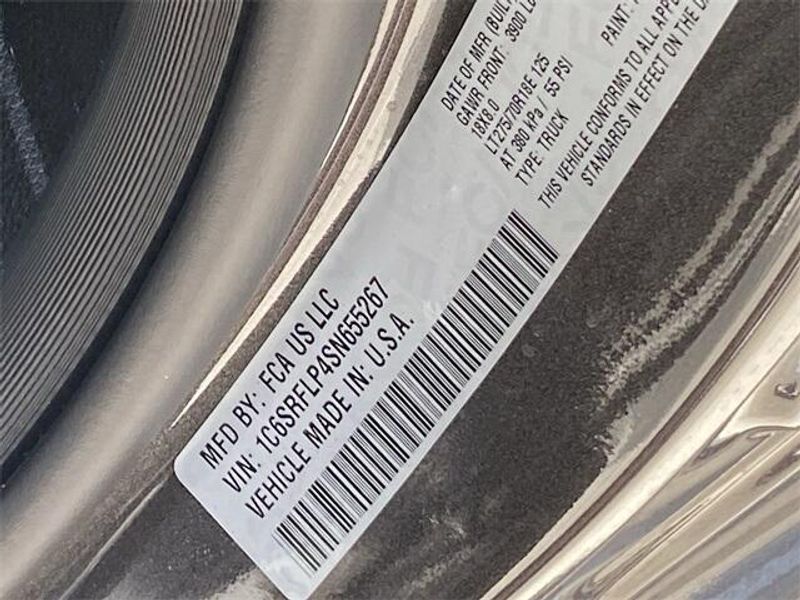 MFD BY: FCA US LLC
VIN: 1C6SRFLP4SN655267
VEHICLE MADE IN: U.S.A.
DATE OF MFR (BUIL
GAWR FRONT: 3900 LB
18X8.0
LT275/70R18E 125
AT 380 kPa / 55 PSI
TYPE: TRUCK
PAINT:
THIS VEHICLE CONFORMS TO ALL APPL
STANDARDS IN EFFECT ON THE DA